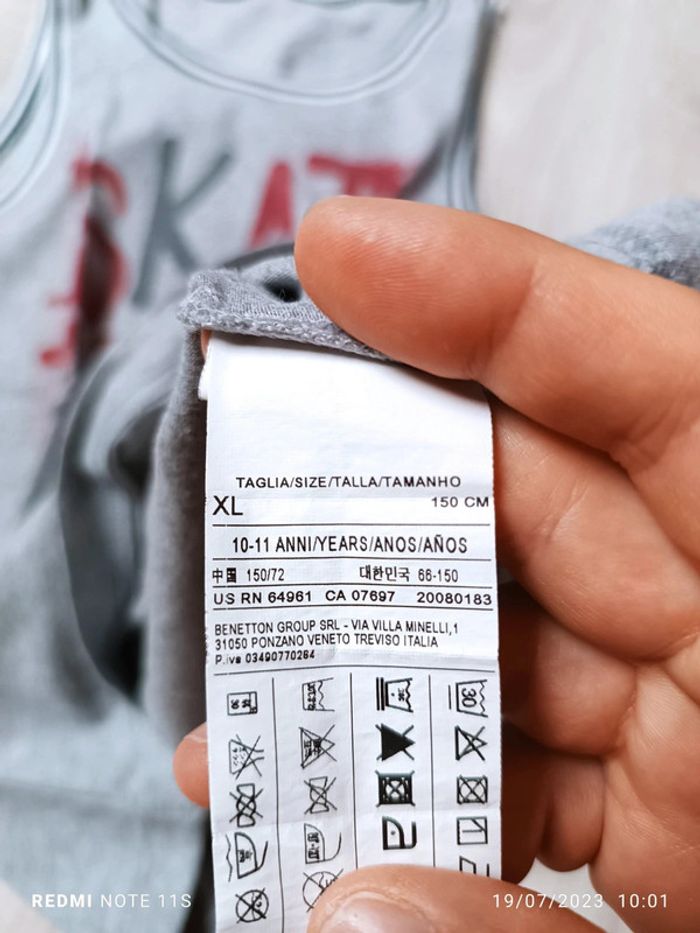 KAT
TAGLIA/SIZE/TALLA/TAMANHO
XL 150 CM
10-11 ANNI/YEARS/ANOS/AÑOS
中国 150/72 대한민국 66-150
US RN 64961 CA 07697 20080183
BENETTON GROUP SRL - VIA VILLA MINELLI,1
31050 PONZANO VENETO TREVISO ITALIA
P.iva 03490770264
30
REDMI NOTE 11S 19/07/2023 10:01